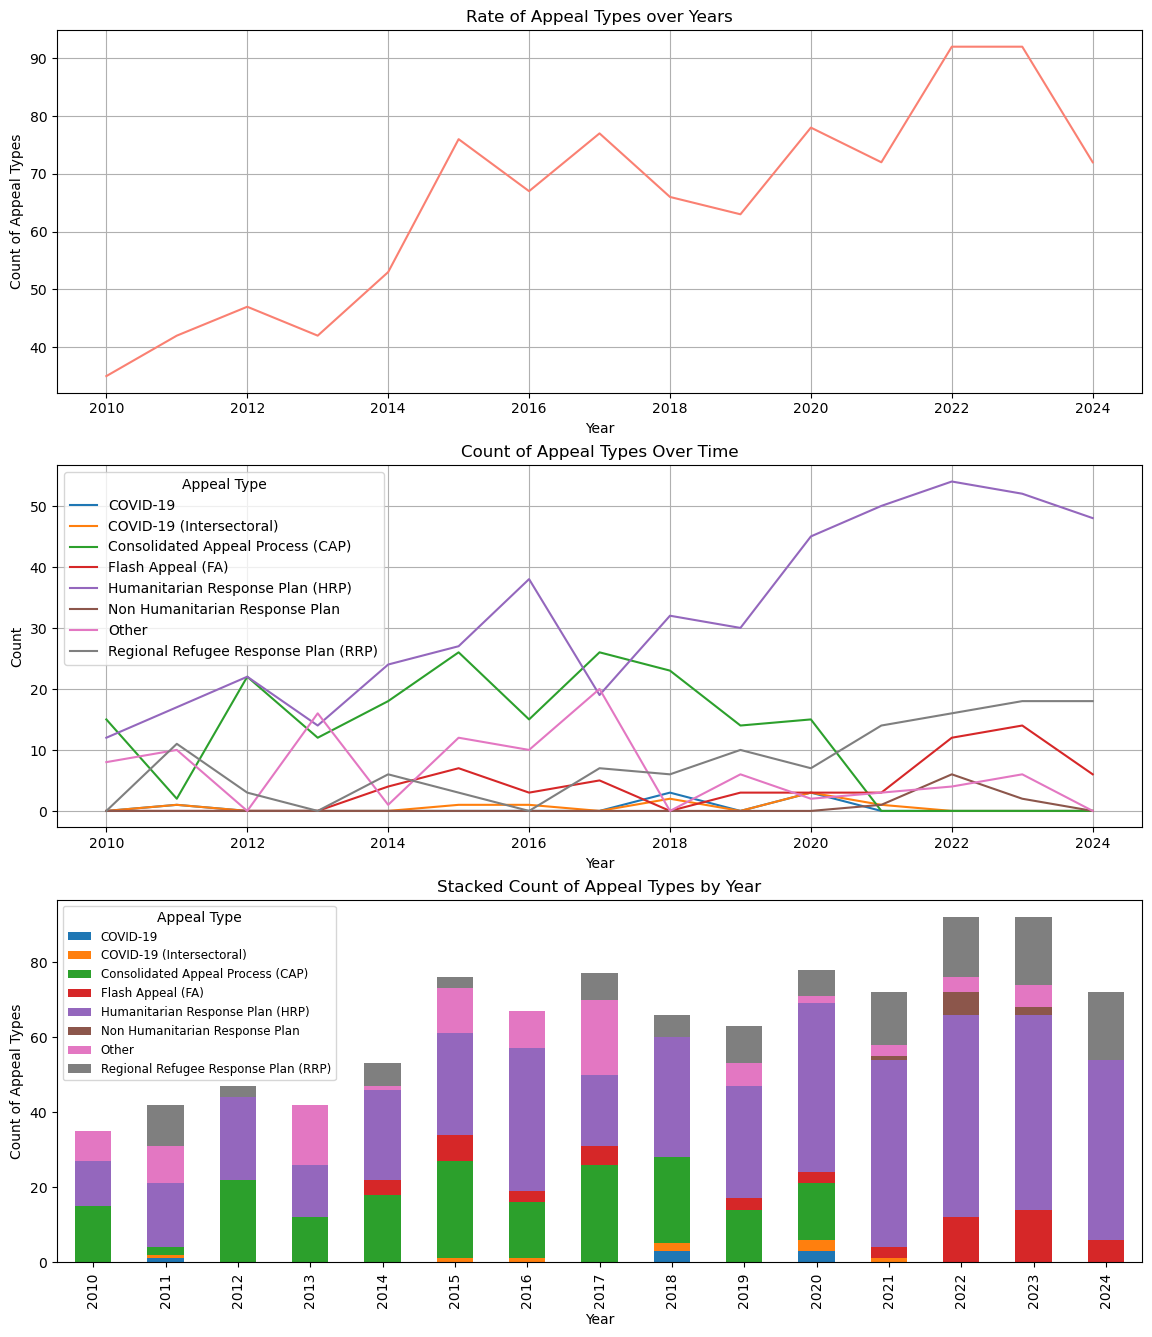 Rate of Appeal Types over Years
90
80
70
60
50
40
Count of Appeal Types
2010 2012 2014 2016 2018 2020 2022 2024
Year
Count of Appeal Types Over Time
Appeal Type
COVID-19
COVID-19 (Intersectoral)
Consolidated Appeal Process (CAP)
Flash Appeal (FA)
Humanitarian Response Plan (HRP)
Non Humanitarian Response Plan
Other
Regional Refugee Response Plan (RRP)
50
40
30
20
10
0
Count
2010 2012 2014 2016 2018 2020 2022 2024
Year
Stacked Count of Appeal Types by Year
Appeal Type
COVID-19
COVID-19 (Intersectoral)
Consolidated Appeal Process (CAP)
Flash Appeal (FA)
Humanitarian Response Plan (HRP)
Non Humanitarian Response Plan
Other
Regional Refugee Response Plan (RRP)
80
60
40
20
0
Count of Appeal Types
2010 2011 2012 2013 2014 2015 2016 2017 2018 2019 2020 2021 2022 2023 2024
Year